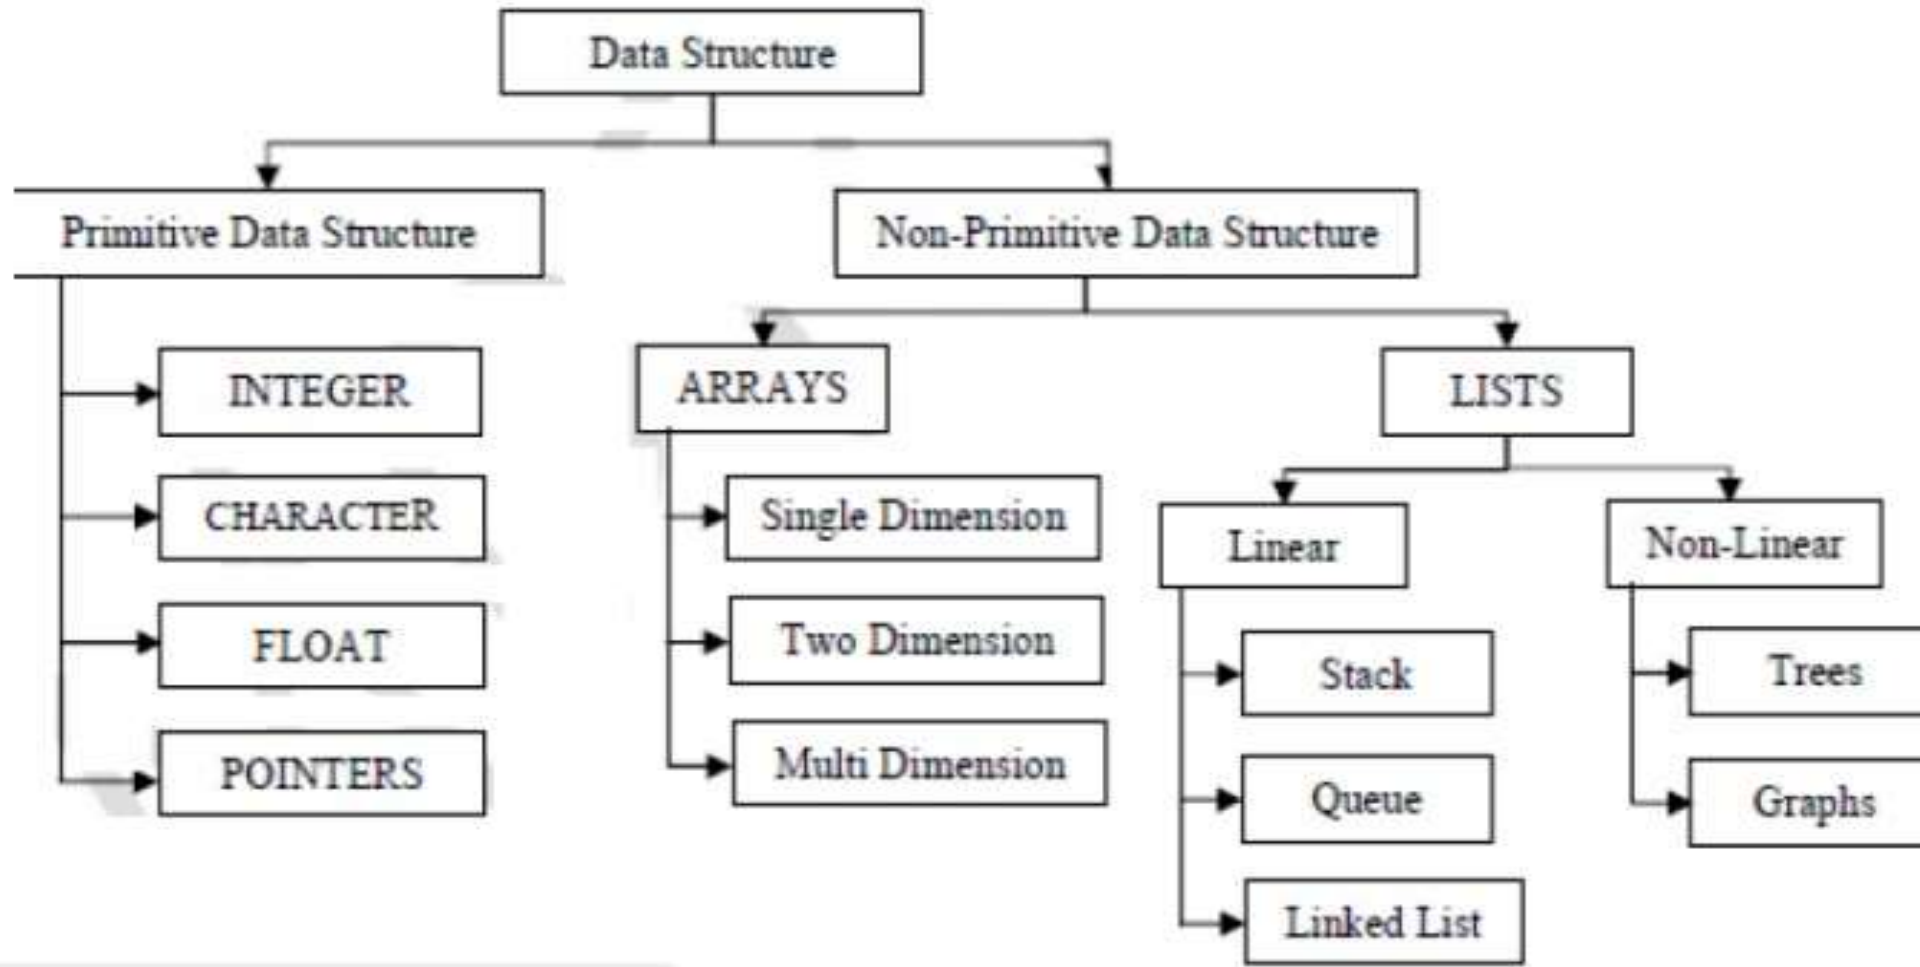 Data Structure
Primitive Data Structure
Non-Primitive Data Structure
INTEGER
CHARACTER
FLOAT
POINTERS
ARRAYS
Single Dimension
Two Dimension
Multi Dimension
LISTS
Linear
Stack
Queue
Linked List
Non-Linear
Trees
Graphs